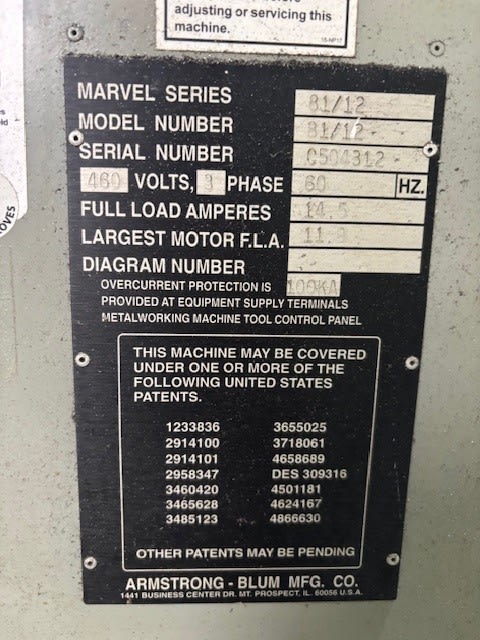 adjusting or servicing this
machine.
MARVEL SERIES 81/12
MODEL NUMBER 81/12
SERIAL NUMBER C504312
460 VOLTS, 3 PHASE 60 HZ.
FULL LOAD AMPERES 14.5
LARGEST MOTOR F.L.A. 11.
DIAGRAM NUMBER
OVERCURRENT PROTECTION IS 100KA
PROVIDED AT EQUIPMENT SUPPLY TERMINALS
METALWORKING MACHINE TOOL CONTROL PANEL
THIS MACHINE MAY BE COVERED
UNDER ONE OR MORE OF THE
FOLLOWING UNITED STATES
PATENTS.
1233836 3655025
2914100 3718061
2914101 4658689
2958347 DES 309316
3460420 4501181
3465628 4624167
3485123 4866630
OTHER PATENTS MAY BE PENDING
ARMSTRONG - BLUM MFG. CO.
1441 BUSINESS CENTER DR. MT. PROSPECT, IL. 60056 U.S.A.
OVES